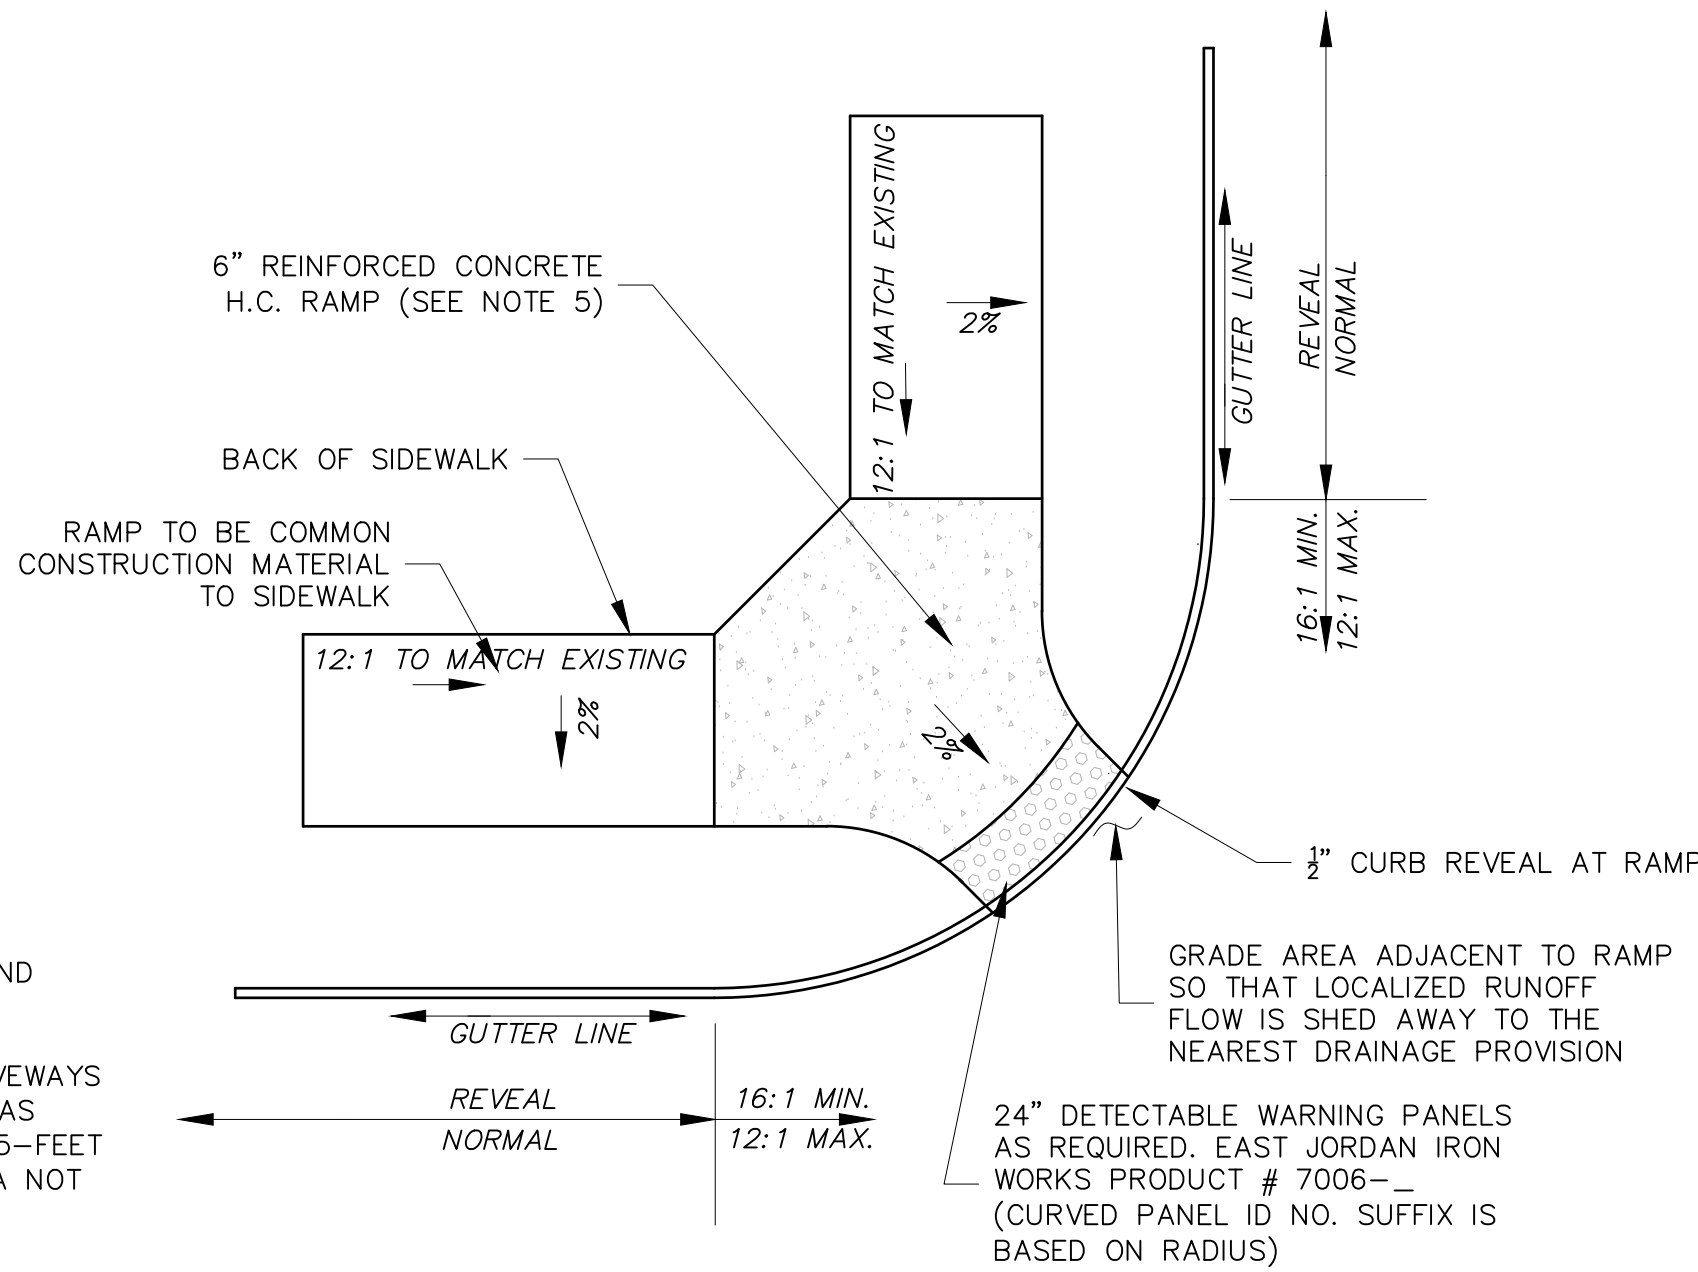 6” REINFORCED CONCRETE
H.C. RAMP (SEE NOTE 5)
BACK OF SIDEWALK
RAMP TO BE COMMON
CONSTRUCTION MATERIAL
TO SIDEWALK
12:1 TO MATCH EXISTING
2%
12:1 TO MATCH EXISTING
2%
2%
GUTTER LINE
REVEAL
NORMAL
16:1 MIN.
12:1 MAX.
½” CURB REVEAL AT RAMP
GRADE AREA ADJACENT TO RAMP
SO THAT LOCALIZED RUNOFF
FLOW IS SHED AWAY TO THE
NEAREST DRAINAGE PROVISION
24” DETECTABLE WARNING PANELS
AS REQUIRED. EAST JORDAN IRON
WORKS PRODUCT # 7006-_
(CURVED PANEL ID NO. SUFFIX IS
BASED ON RADIUS)
GUTTER LINE
REVEAL
NORMAL
16:1 MIN.
12:1 MAX.
AS
5-FEET
NOT